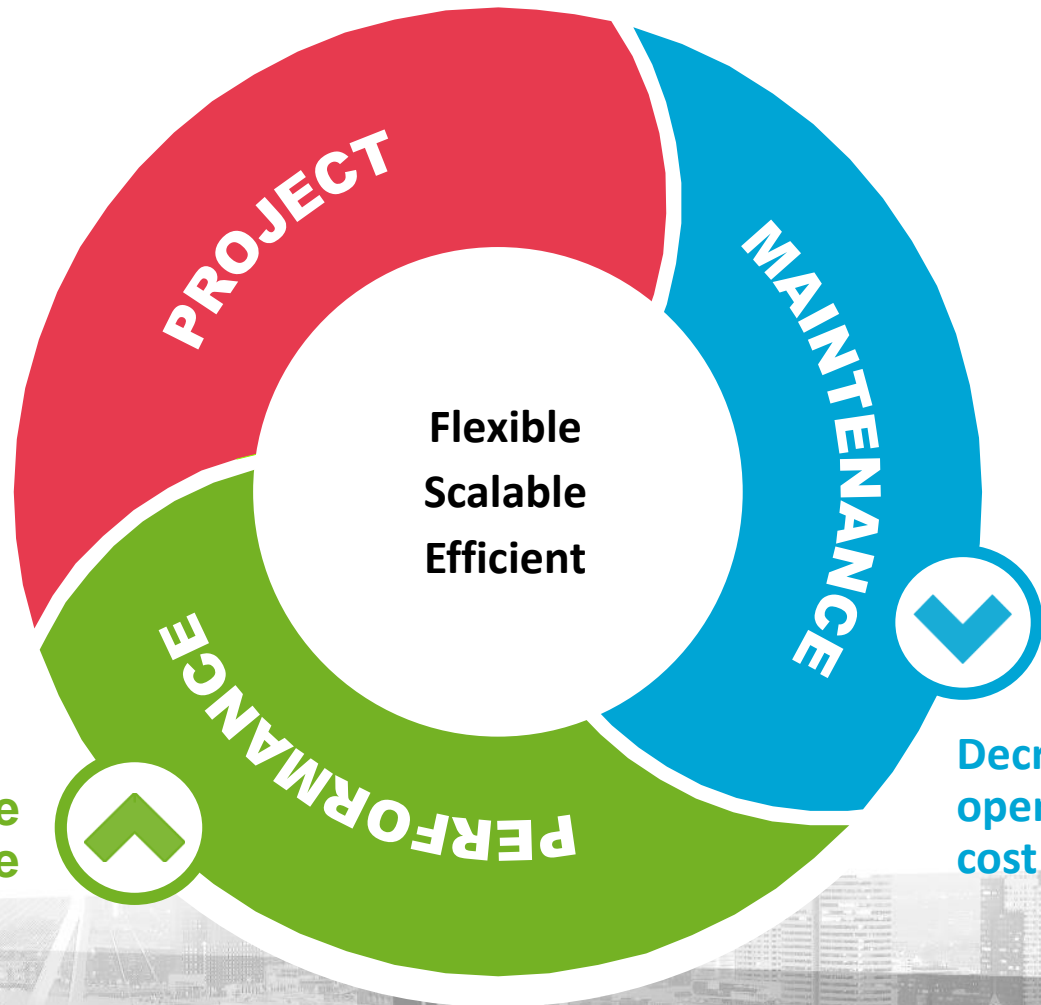 PROJECT
MAINTENANCE
Flexible
Scalable
Efficient
PERFORMANCE
cost